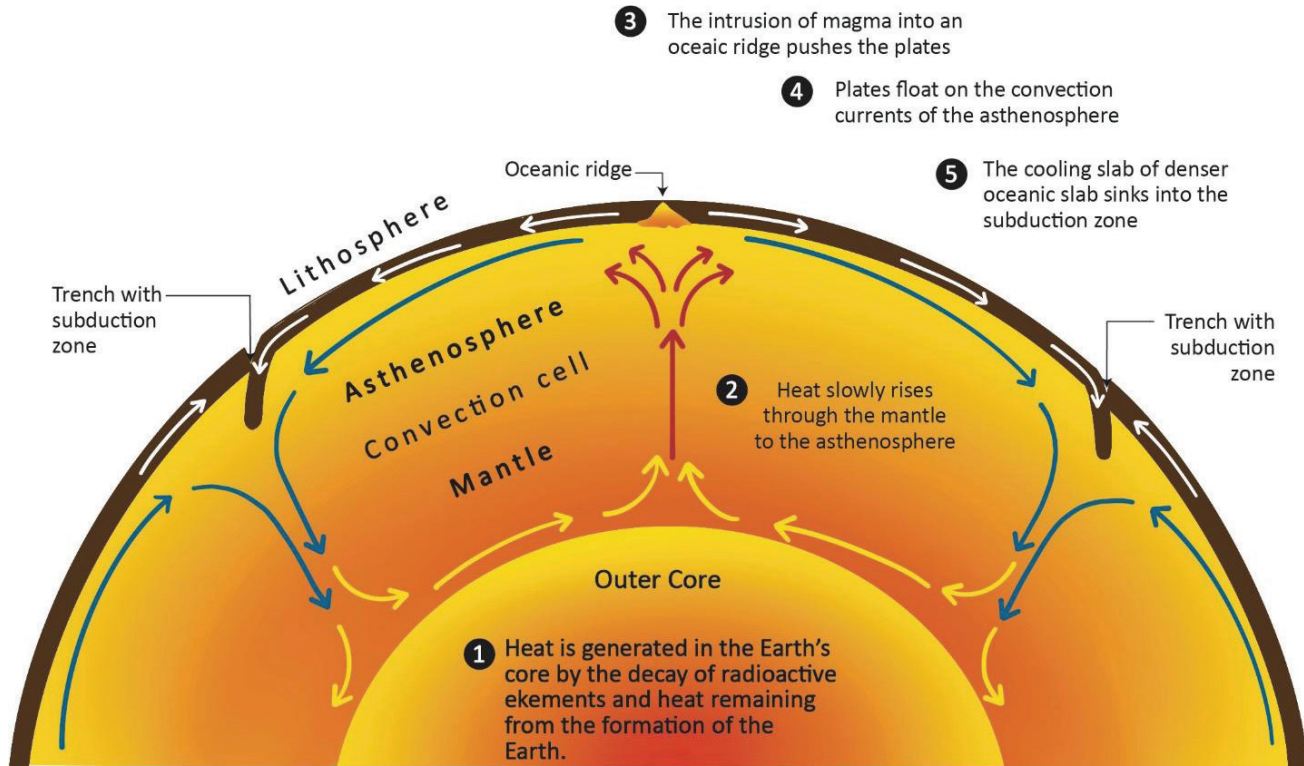 3 The intrusion of magma into an
oceaic ridge pushes the plates
4 Plates float on the convection
currents of the asthenosphere
5 The cooling slab of denser
oceanic slab sinks into the
subduction zone
Oceanic ridge
Lithosphere
Trench with
subduction
zone
Trench with
subduction
zone
Asthenosphere
Convection cell
Mantle
2 Heat slowly rises
through the mantle
to the asthenosphere
Outer Core
1 Heat is generated in the Earth's
core by the decay of radioactive
ekements and heat remaining
from the formation of the
Earth.